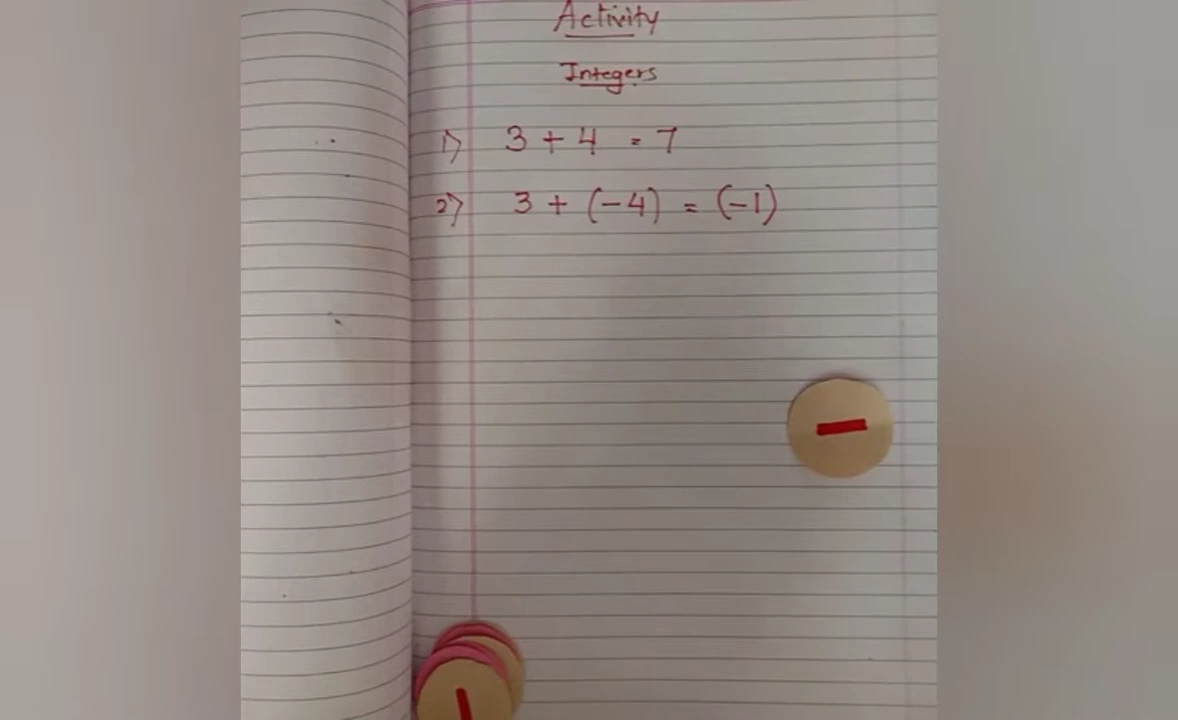 Activity
Integers
1) 3 + 4 = 7
2) 3 + (-4) = (-1)
-
-